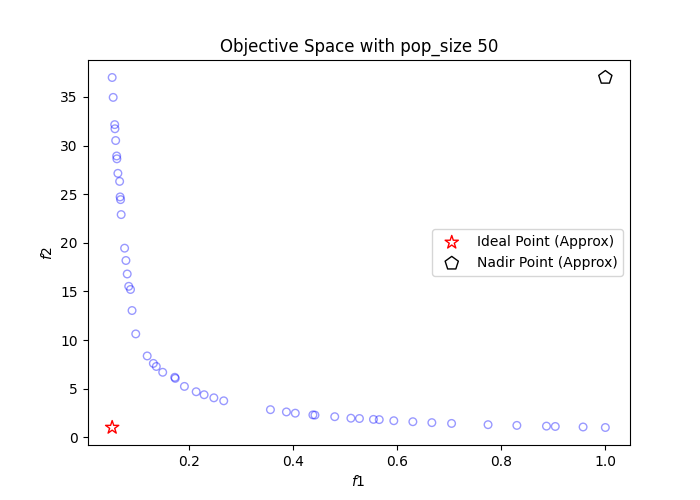 Objective Space with pop_size 50
f2
35
30
25
20
15
10
5
0
Ideal Point (Approx)
Nadir Point (Approx)
0.2
0.4
0.6
0.8
1.0
f1